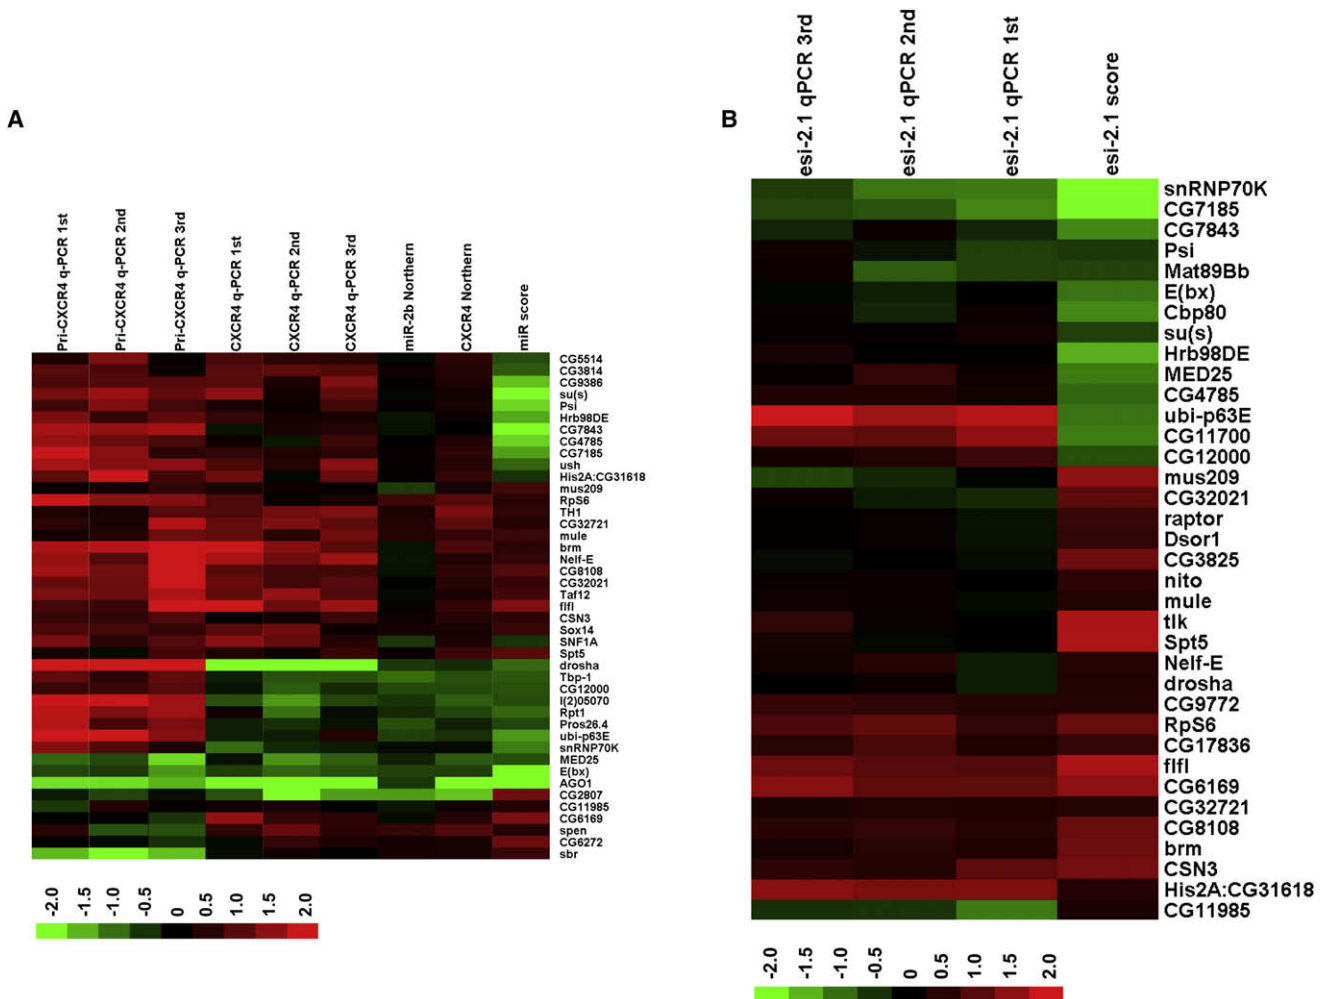 A
Pri-CXCR4 q-PCR 1st
Pri-CXCR4 q-PCR 2nd
Pri-CXCR4 q-PCR 3rd
CXCR4 q-PCR 1st
CXCR4 q-PCR 2nd
CXCR4 q-PCR 3rd
miR-2b Northern
CXCR4 Northern
miR score
CG5514
CG3814
CG9386
su(s)
Psi
Hrb98DE
CG7843
CG4785
CG7185
ush
His2A:CG31618
mus209
RpS6
TH1
CG32721
mule
brm
Nelf-E
CG8108
CG32021
Taf12
flfl
CSN3
Sox14
SNF1A
Spt5
drosha
Tbp-1
CG12000
l(2)05070
Rpt1
Pros26.4
ubi-p63E
snRNP70K
MED25
E(bx)
AGO1
CG2807
CG11985
CG6169
spen
CG6272
sbr
-2.0
-1.5
-1.0
-0.5
0
0.5
1.0
1.5
2.0
B
esi-2.1 qPCR 3rd
esi-2.1 qPCR 2nd
esi-2.1 qPCR 1st
esi-2.1 score
snRNP70K
CG7185
CG7843
Psi
Mat89Bb
E(bx)
Cbp80
su(s)
Hrb98DE
MED25
CG4785
ubi-p63E
CG11700
CG12000
mus209
CG32021
raptor
Dsor1
CG3825
nito
mule
tlk
Spt5
Nelf-E
drosha
CG9772
RpS6
CG17836
flfl
CG6169
CG32721
CG8108
brm
CSN3
His2A:CG31618
CG11985
-2.0
-1.5
-1.0
-0.5
0
0.5
1.0
1.5
2.0